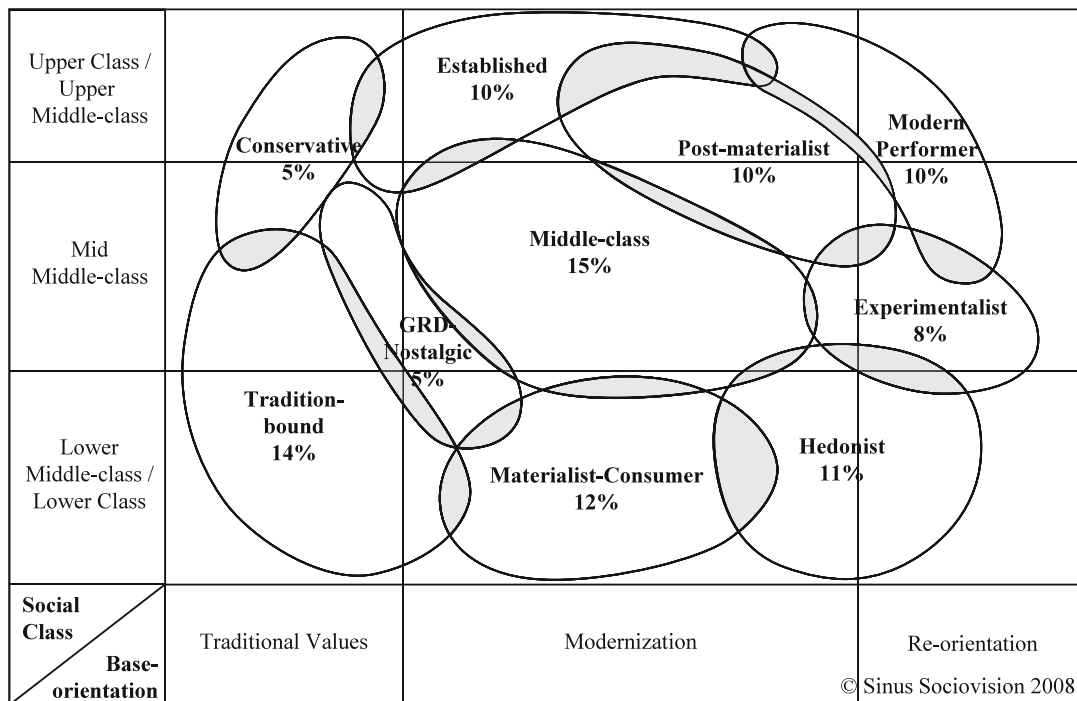 Upper Class /
Upper
Middle-class
Established
10%
Conservative
5%
Post-materialist
10%
Modern
Performer
10%
Mid
Middle-class
Middle-class
15%
Experimentalist
8%
GRD-
Nostalgic
5%
Lower
Middle-class /
Lower Class
Tradition-
bound
14%
Materialist-Consumer
12%
Hedonist
11%
Social
Class
Base-
orientation
Traditional Values
Modernization
Re-orientation
© Sinus Sociovision 2008